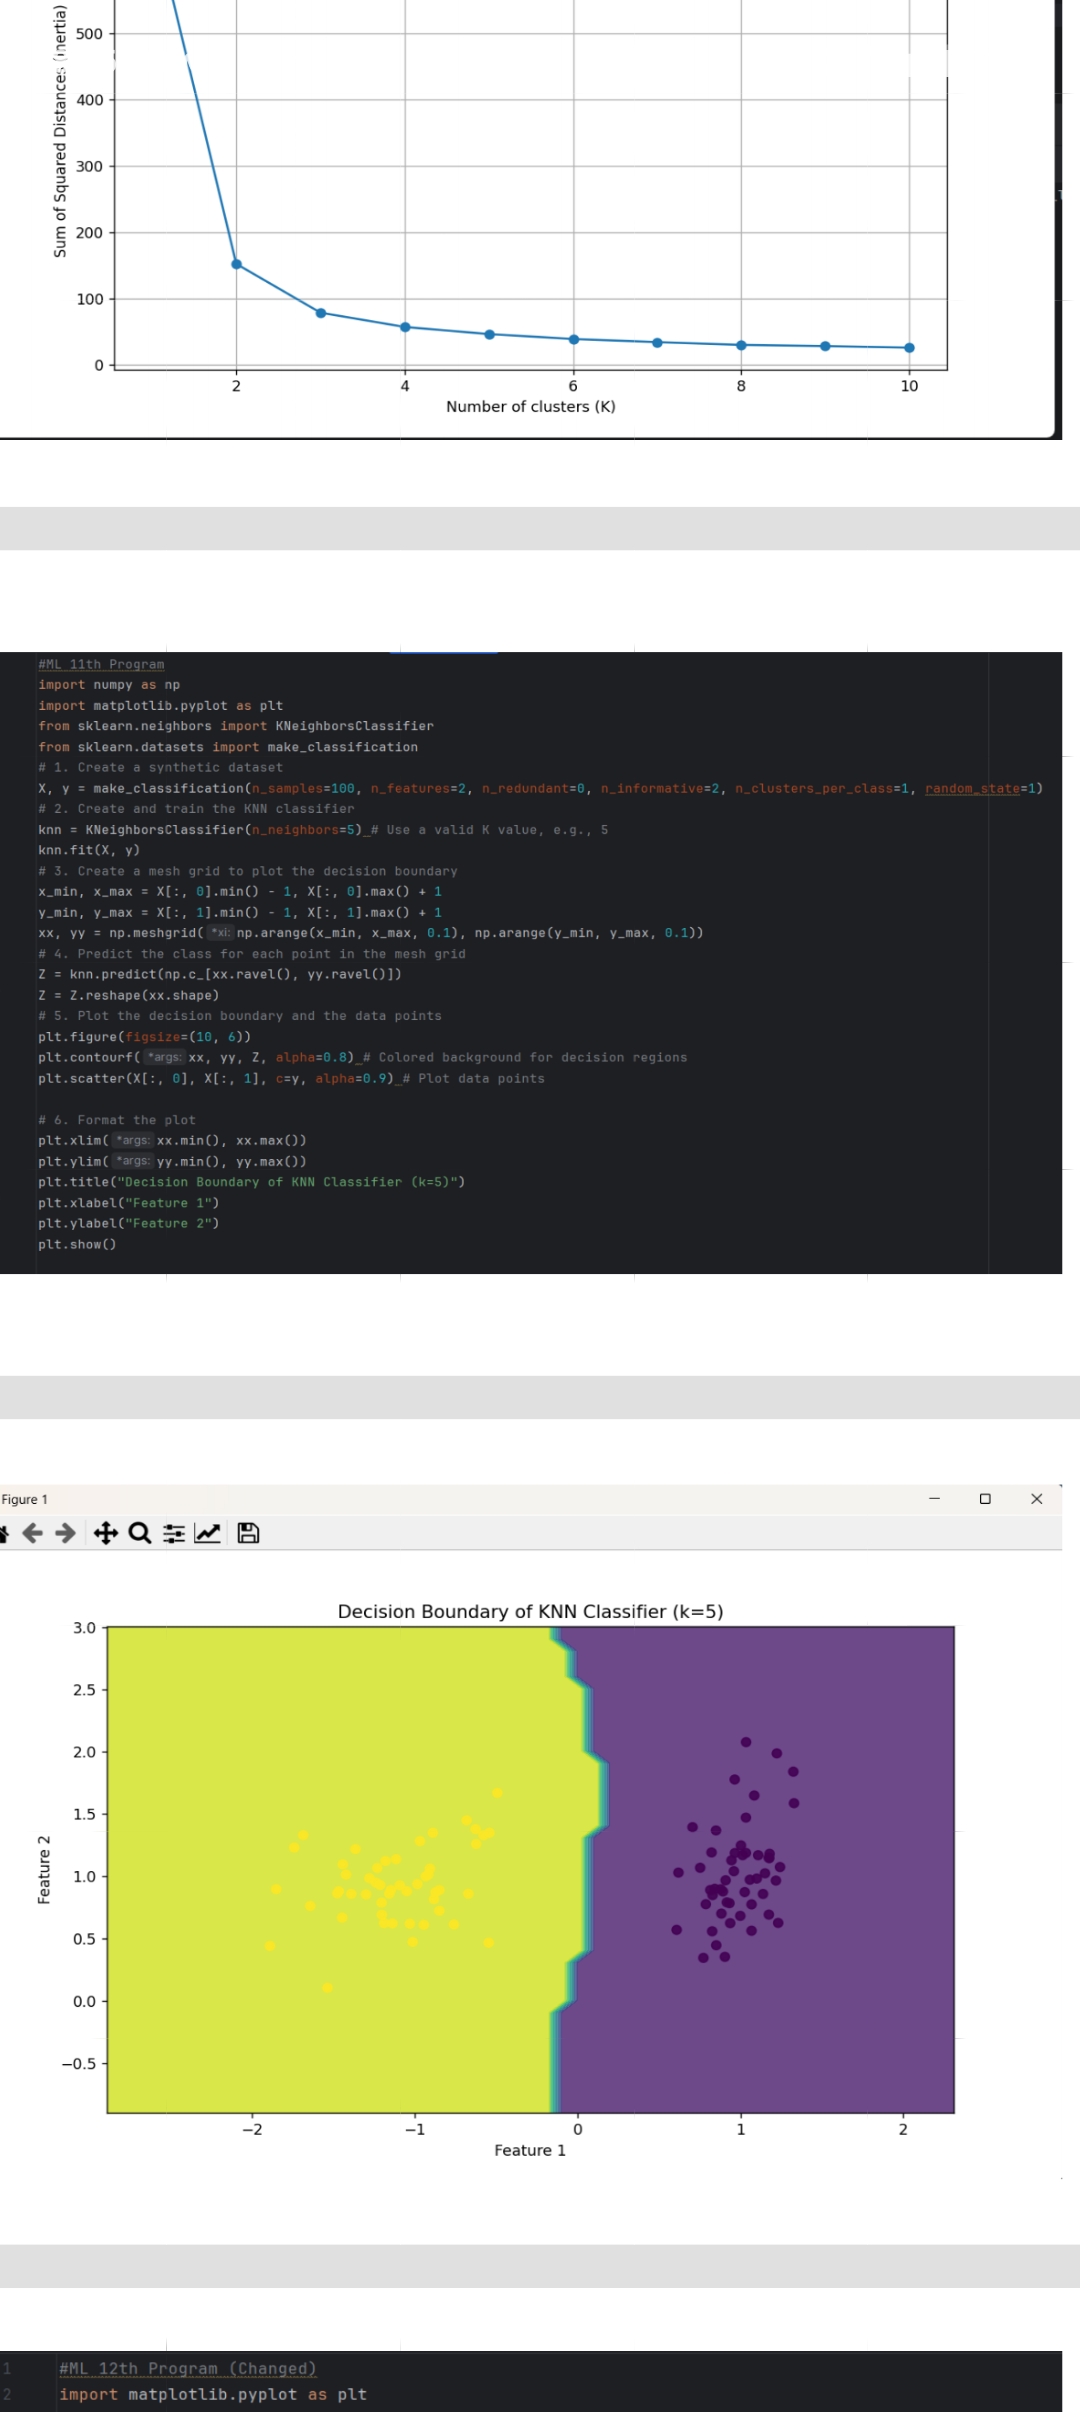 500
400
300
200
100
0
Sum of Squared Distances (Inertia)
2 4 6 8 10
Number of clusters (K)
#ML 11th Program
import numpy as np
import matplotlib.pyplot as plt
from sklearn.neighbors import KNeighborsClassifier
from sklearn.datasets import make_classification
# 1. Create a synthetic dataset
X, y = make_classification(n_samples=100, n_features=2, n_redundant=0, n_informative=2, n_clusters_per_class=1, random_state=1)
# 2. Create and train the KNN classifier
knn = KNeighborsClassifier(n_neighbors=5) # Use a valid K value, e.g., 5
knn.fit(X, y)
# 3. Create a mesh grid to plot the decision boundary
x_min, x_max = X[:, 0].min() - 1, X[:, 0].max() + 1
y_min, y_max = X[:, 1].min() - 1, X[:, 1].max() + 1
xx, yy = np.meshgrid( *xi: np.arange(x_min, x_max, 0.1), np.arange(y_min, y_max, 0.1))
# 4. Predict the class for each point in the mesh grid
Z = knn.predict(np.c_[xx.ravel(), yy.ravel()])
Z = Z.reshape(xx.shape)
# 5. Plot the decision boundary and the data points
plt.figure(figsize=(10, 6))
plt.contourf( *args: xx, yy, Z, alpha=0.8) # Colored background for decision regions
plt.scatter(X[:, 0], X[:, 1], c=y, alpha=0.9) # Plot data points
# 6. Format the plot
plt.xlim( *args: xx.min(), xx.max())
plt.ylim( *args: yy.min(), yy.max())
plt.title("Decision Boundary of KNN Classifier (k=5)")
plt.xlabel("Feature 1")
plt.ylabel("Feature 2")
plt.show()
Figure 1
Decision Boundary of KNN Classifier (k=5)
3.0
2.5
2.0
1.5
1.0
0.5
0.0
−0.5
Feature 2
−2 −1 0 1 2
Feature 1
1 #ML 12th Program (Changed)
2 import matplotlib.pyplot as plt